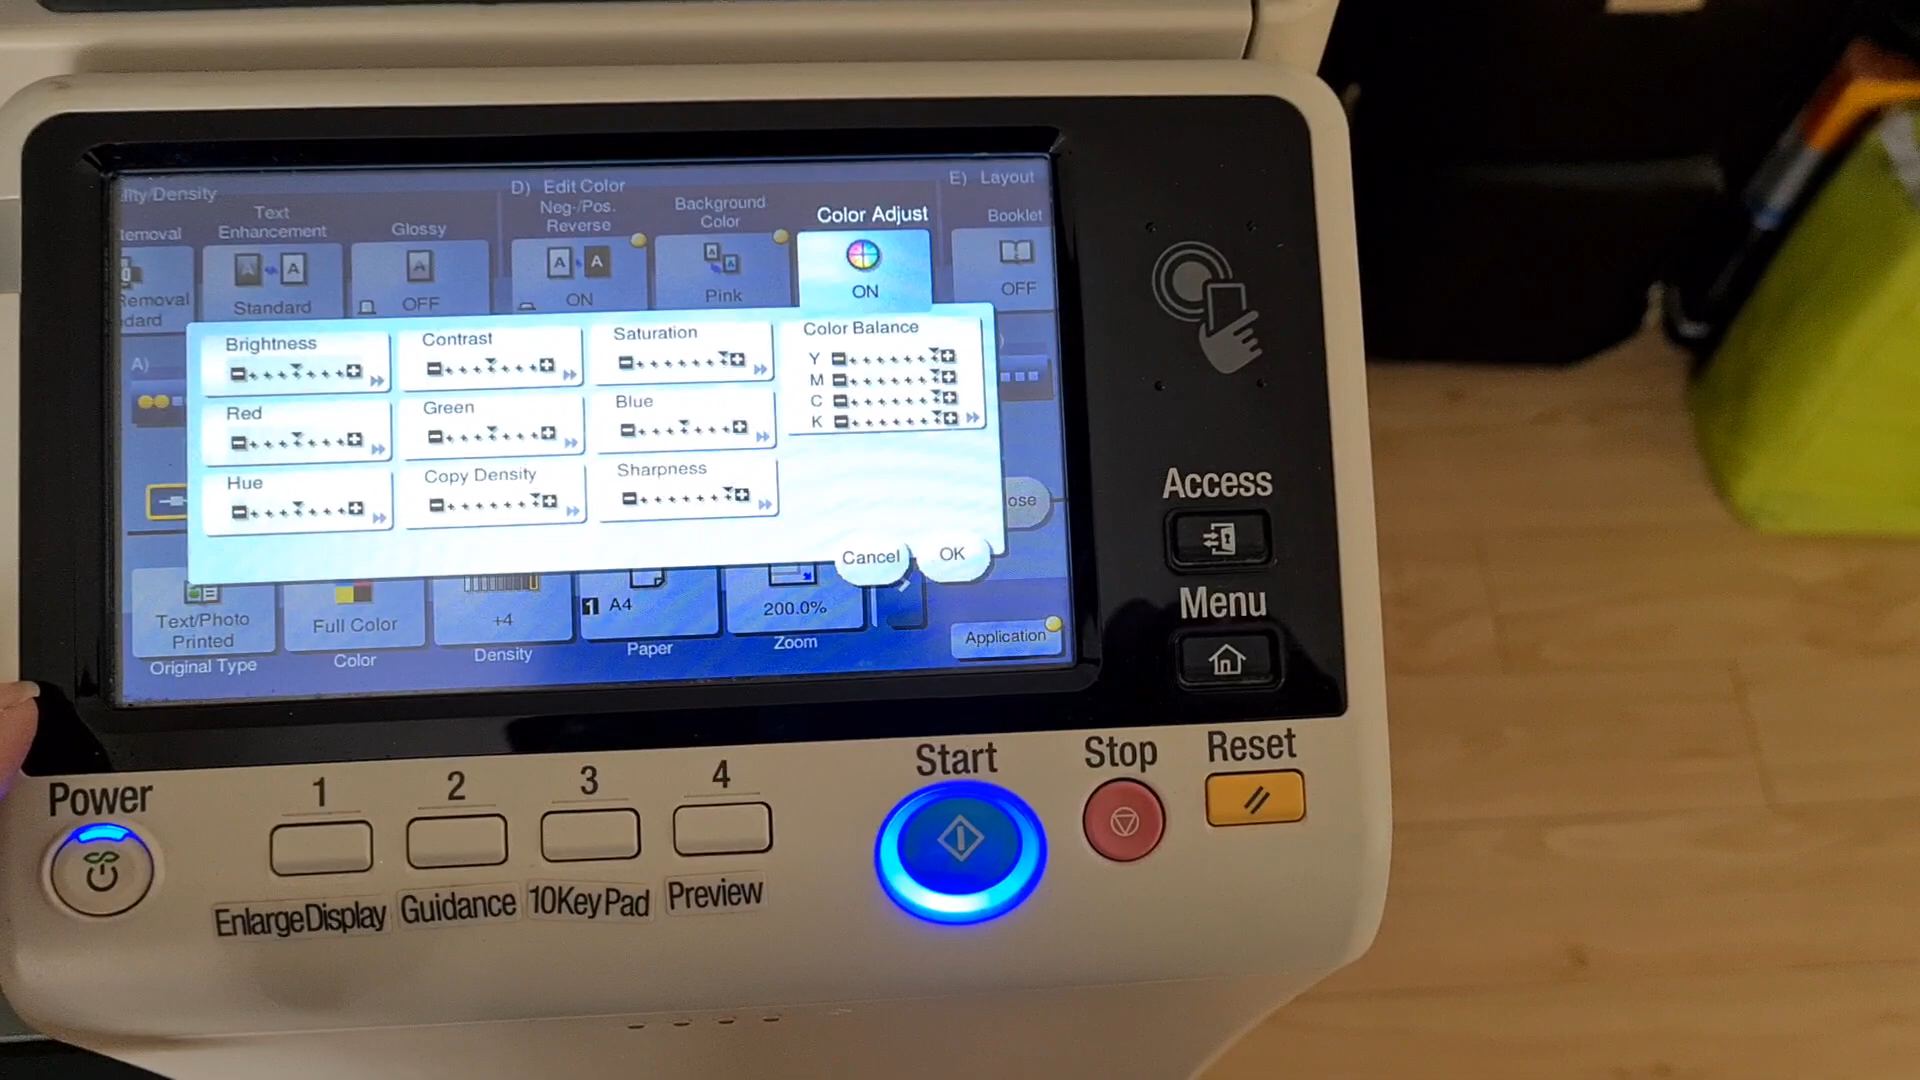 lity/Density
D) Edit Color
E) Layout
Removal
Text
Enhancement
Glossy
Neg-/Pos.
Reverse
Background
Color
Color Adjust
Booklet
Removal
dard
Standard
OFF
ON
Pink
ON
OFF
A)
Brightness
Contrast
Saturation
Color Balance
Y
M
C
K
Red
Green
Blue
Hue
Copy Density
Sharpness
ose
Cancel
OK
Text/Photo
Printed
Full Color
+4
1 A4
200.0%
Application
Original Type
Color
Density
Paper
Zoom
Access
Menu
Power
1
2
3
4
Start
Stop
Reset
EnlargeDisplay
Guidance
10KeyPad
Preview